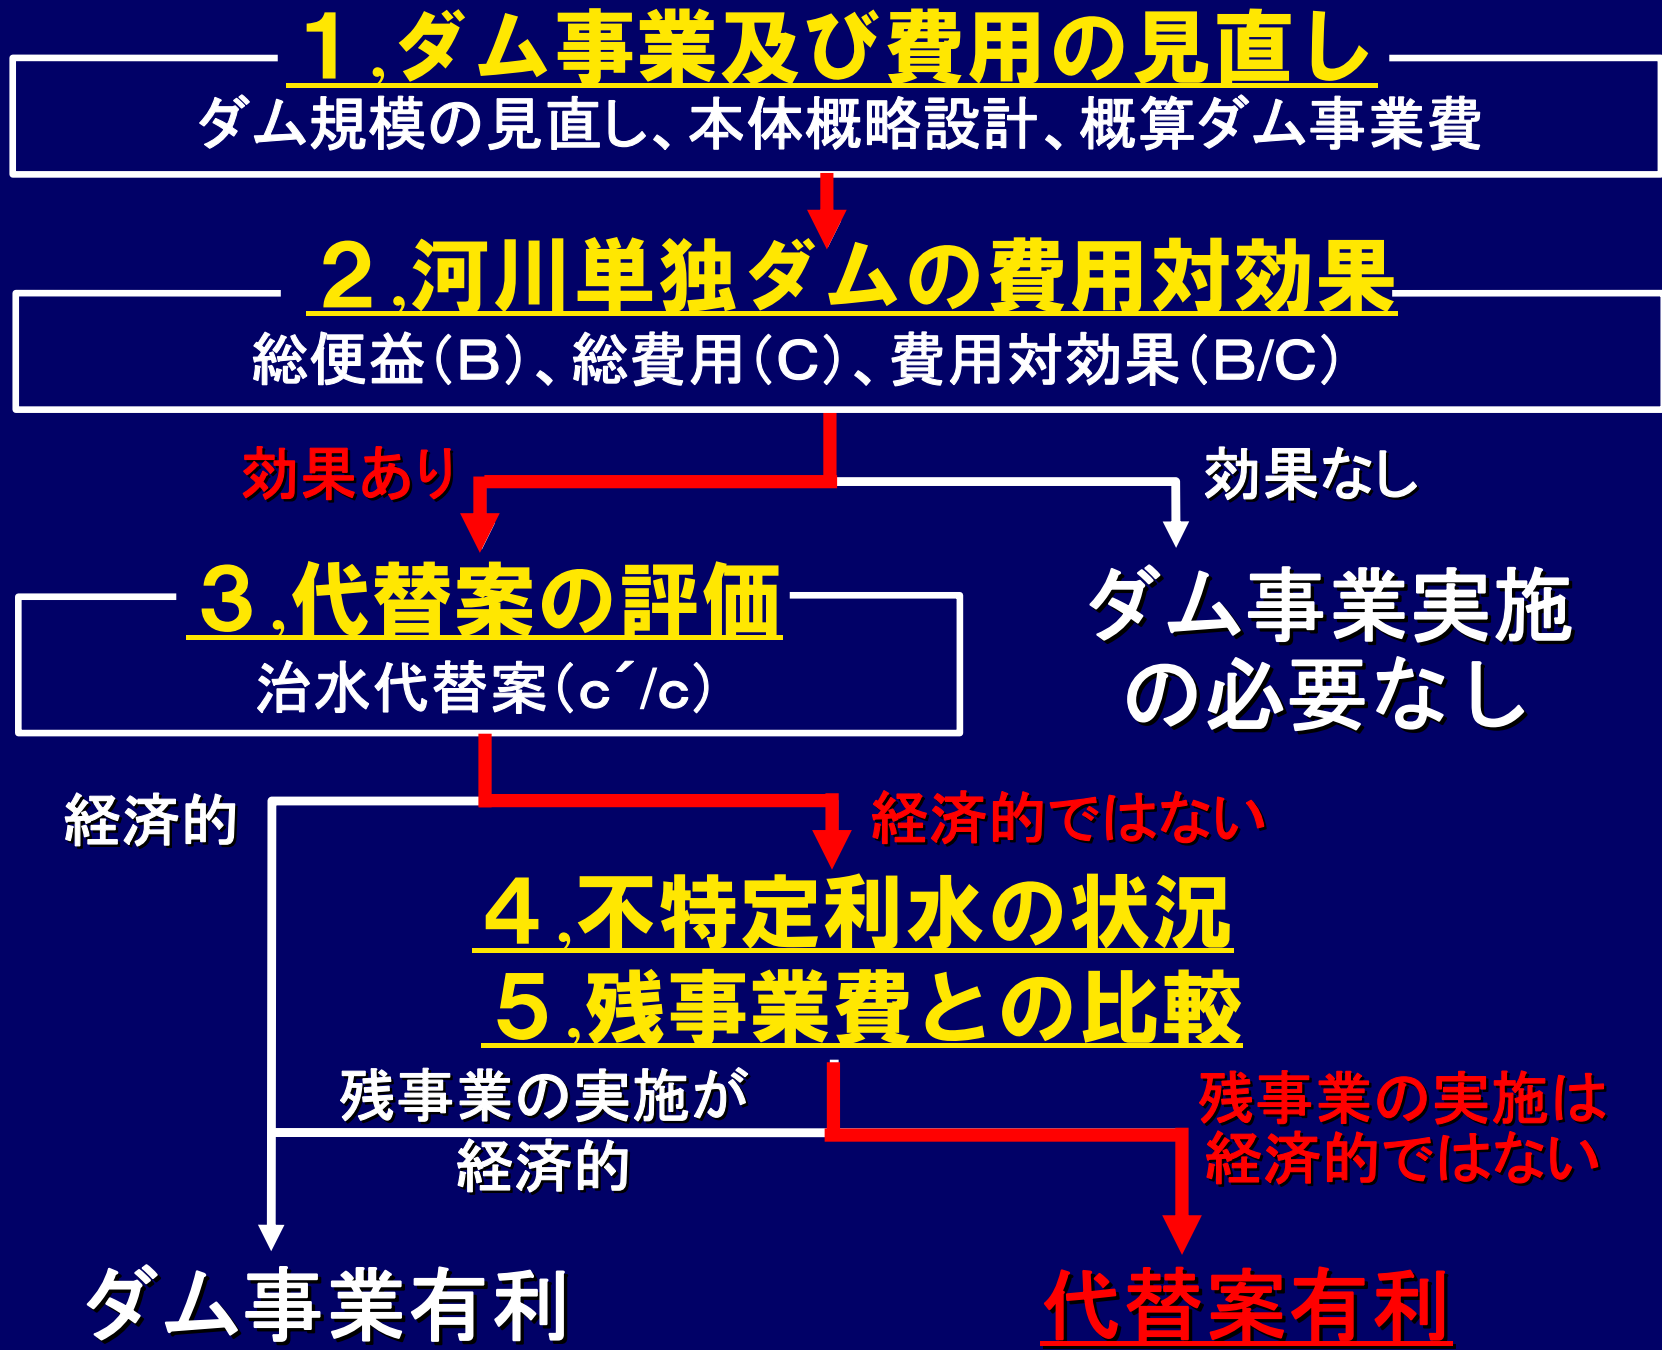 １,ダム事業及び費用の見直し
ダム規模の見直し、本体概略設計、概算ダム事業費
２,河川単独ダムの費用対効果
総便益（Ｂ）、総費用（Ｃ）、費用対効果（Ｂ/Ｃ）
効果あり
効果なし
３,代替案の評価
治水代替案（ｃ´/ｃ）
ダム事業実施
の必要なし
経済的
経済的ではない
４,不特定利水の状況
５,残事業費との比較
残事業の実施が
経済的
残事業の実施は
経済的ではない
ダム事業有利
代替案有利